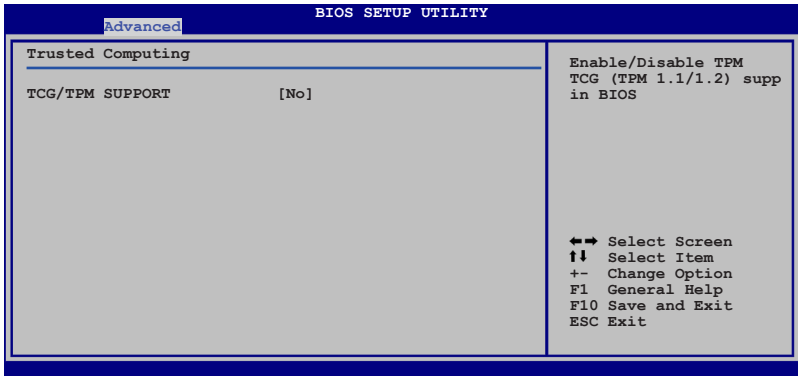 BIOS SETUP UTILITY
Advanced
Trusted Computing
TCG/TPM SUPPORT [No]
Enable/Disable TPM
TCG (TPM 1.1/1.2) supp
in BIOS
←→ Select Screen
↑↓ Select Item
+- Change Option
F1 General Help
F10 Save and Exit
ESC Exit